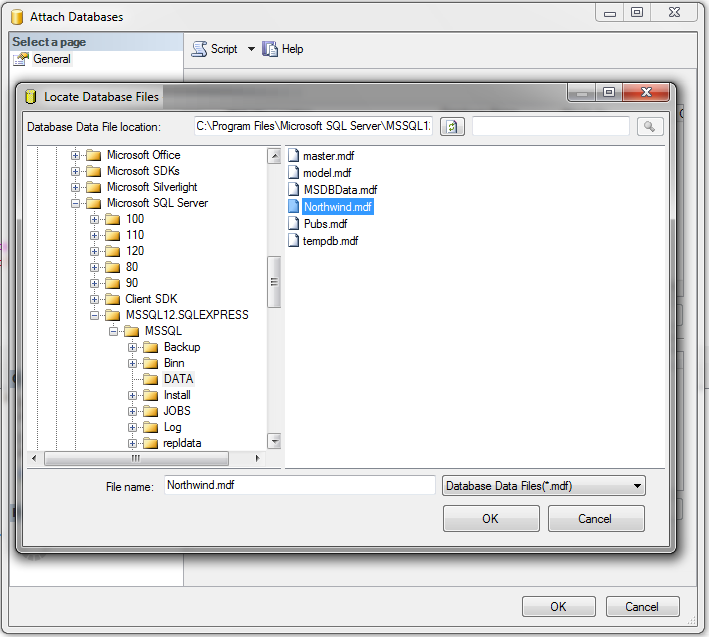 Attach Databases
Select a page
General
Script
Help
Locate Database Files
Database Data File location:
C:\Program Files\Microsoft SQL Server\MSSQL12
Microsoft Office
Microsoft SDKs
Microsoft Silverlight
Microsoft SQL Server
100
110
120
80
90
Client SDK
MSSQL12.SQLEXPRESS
MSSQL
Backup
Binn
DATA
Install
JOBS
Log
repldata
master.mdf
model.mdf
MSDBData.mdf
Northwind.mdf
Pubs.mdf
tempdb.mdf
File name:
Northwind.mdf
Database Data Files(*.mdf)
OK
Cancel
OK
Cancel